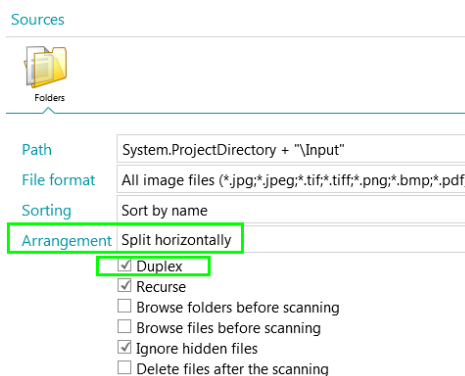 Sources
Folders
Path System.ProjectDirectory + "\Input"
File format All image files (*.jpg;*.jpeg;*.tif;*.tiff;*.png;*.bmp;*.pdf,
Sorting Sort by name
Arrangement Split horizontally
Duplex
Recurse
Browse folders before scanning
Browse files before scanning
Ignore hidden files
Delete files after the scanning